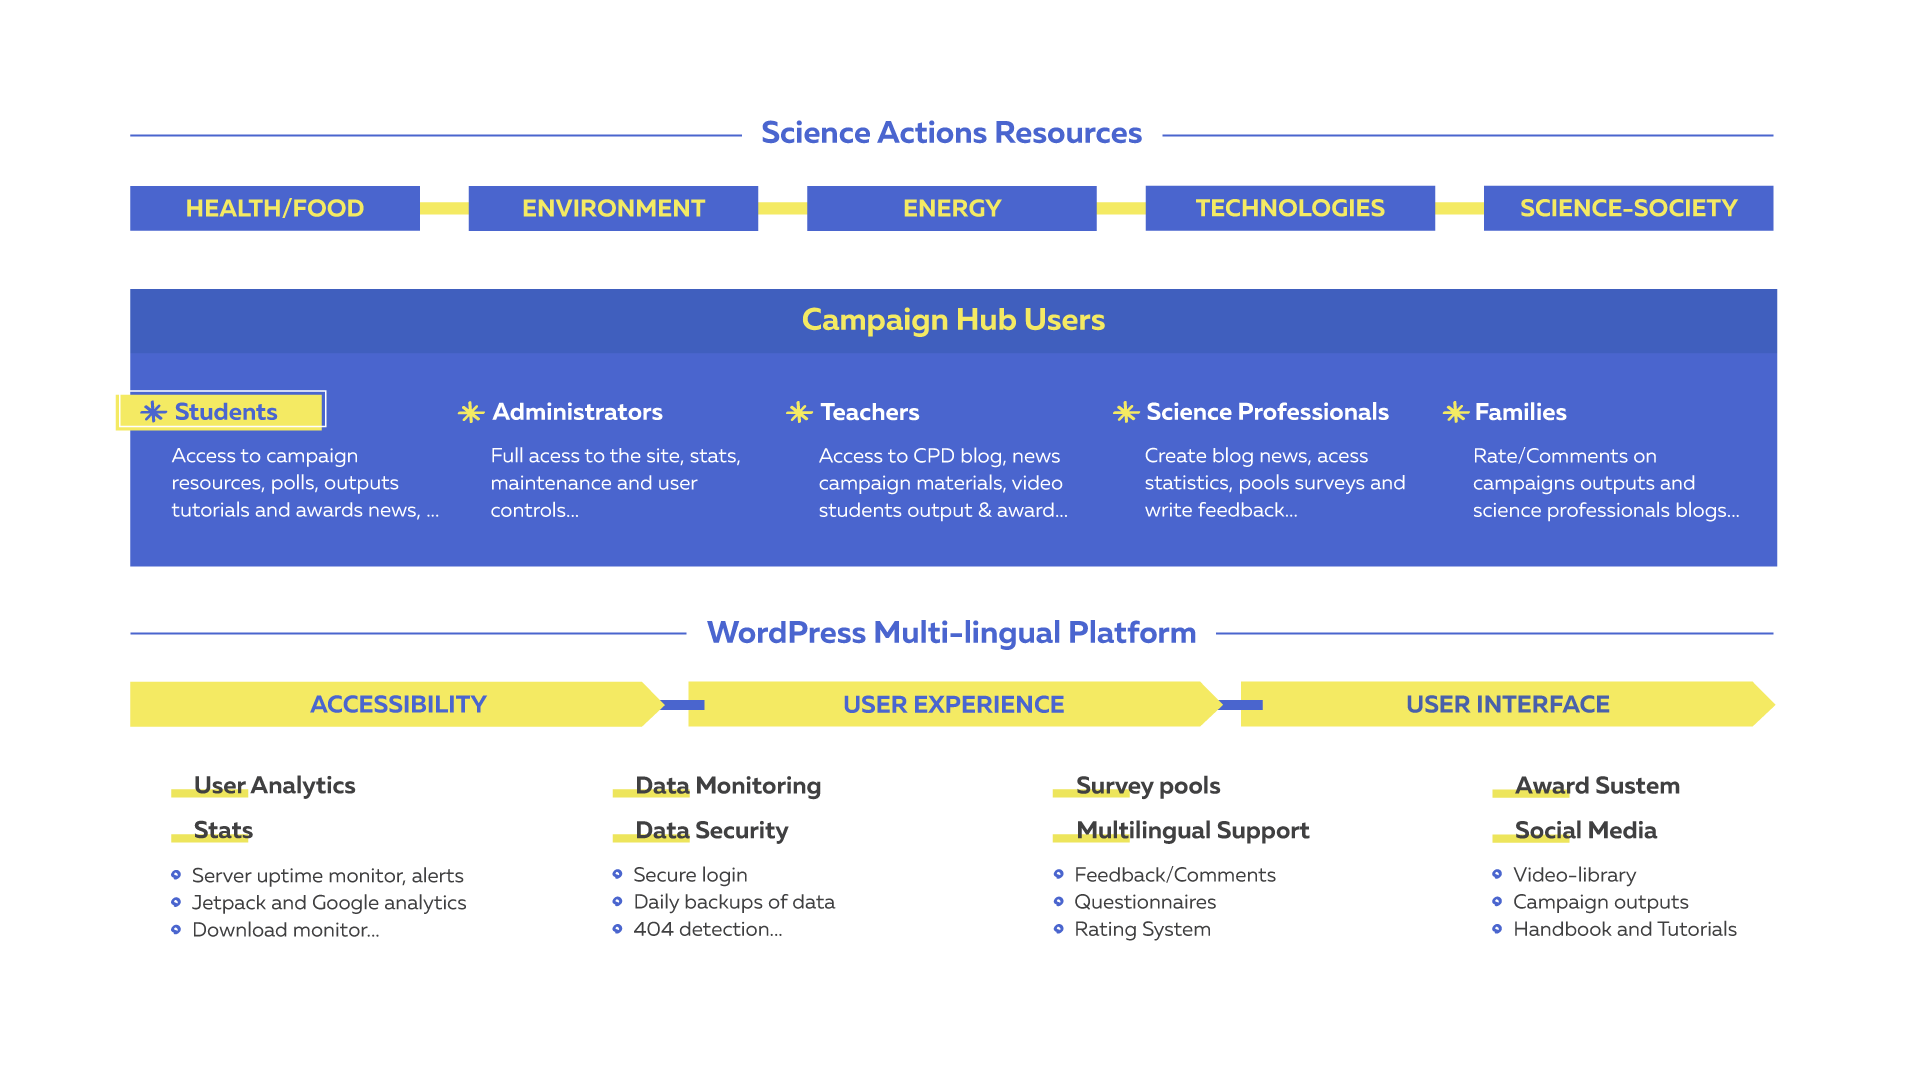 Science Actions Resources
HEALTH/FOOD
ENVIRONMENT
ENERGY
TECHNOLOGIES
SCIENCE-SOCIETY
Campaign Hub Users
Students
Access to campaign
resources, polls, outputs
tutorials and awards news, ...
Administrators
Full acess to the site, stats,
maintenance and user
controls...
Teachers
Access to CPD blog, news
campaign materials, video
students output & award...
Science Professionals
Create blog news, acess
statistics, pools surveys and
write feedback...
Families
Rate/Comments on
campaigns outputs and
science professionals blogs...
WordPress Multi-lingual Platform
ACCESSIBILITY
USER EXPERIENCE
USER INTERFACE
User Analytics
Stats
Server uptime monitor, alerts
Jetpack and Google analytics
Download monitor...
Data Monitoring
Data Security
Secure login
Daily backups of data
404 detection...
Survey pools
Multilingual Support
Feedback/Comments
Questionnaires
Rating System
Award Sustem
Social Media
Video-library
Campaign outputs
Handbook and Tutorials